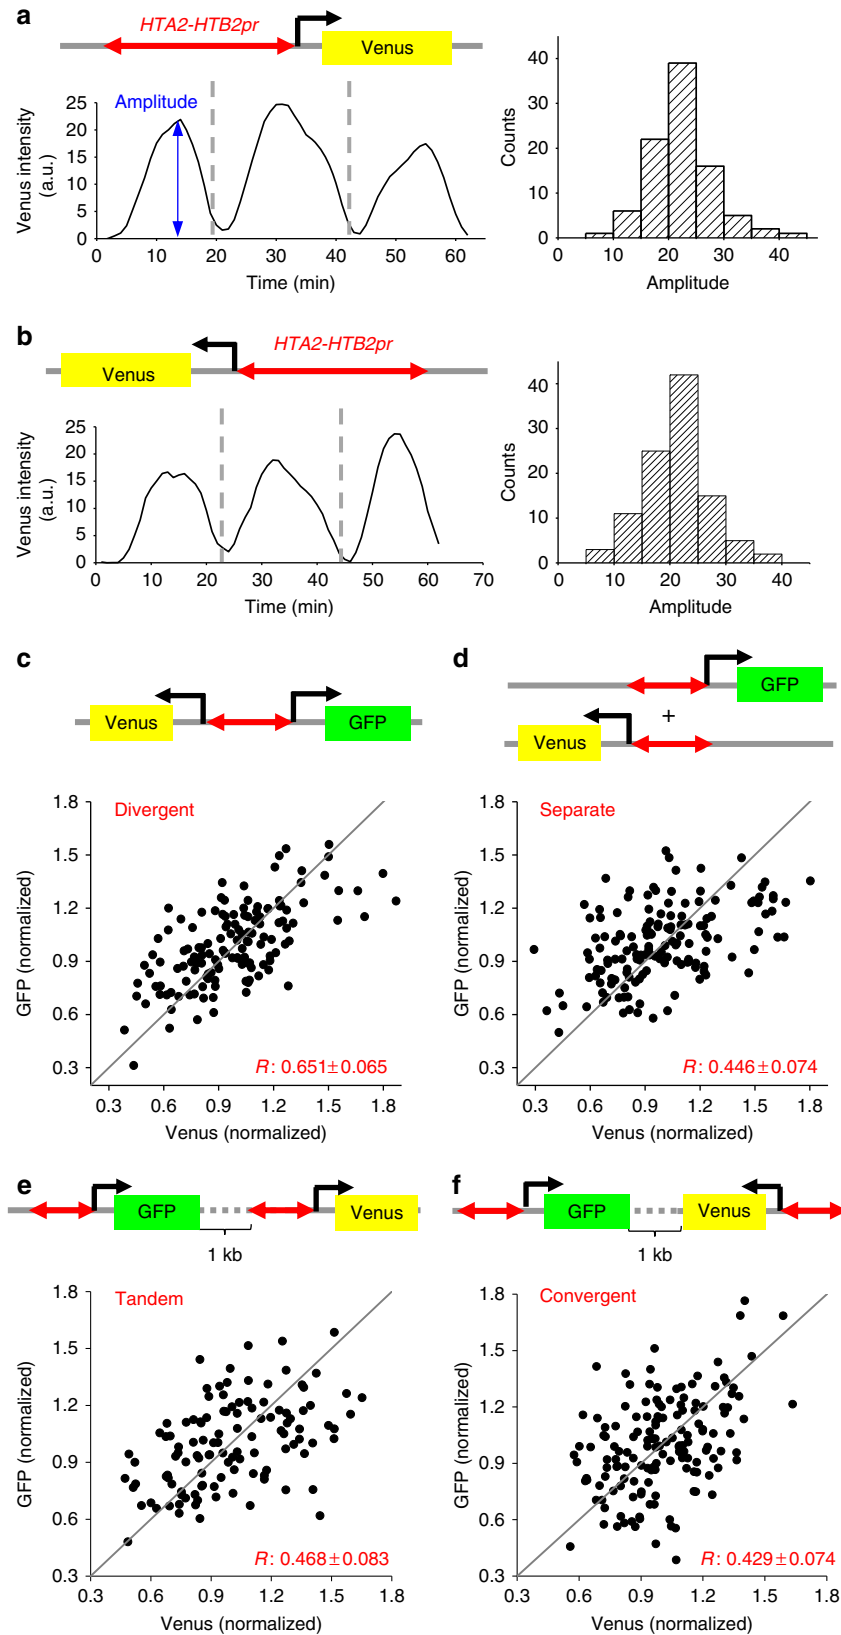 a
HTA2-HTB2pr
Venus
Amplitude
Venus intensity
(a.u.)
25
20
15
10
5
0
0 10 20 30 40 50 60
Time (min)
Counts
40
30
20
10
0
0 10 20 30 40
Amplitude
b
HTA2-HTB2pr
Venus
Venus intensity
(a.u.)
25
20
15
10
5
0
0 10 20 30 40 50 60 70
Time (min)
Counts
40
30
20
10
0
0 10 20 30 40
Amplitude
c
Venus GFP
Divergent
GFP (normalized)
1.8
1.5
1.2
0.9
0.6
0.3
R: 0.651±0.065
0.3 0.6 0.9 1.2 1.5 1.8
Venus (normalized)
d
GFP
+
Venus
Separate
GFP (normalized)
1.8
1.5
1.2
0.9
0.6
0.3
R: 0.446±0.074
0.3 0.6 0.9 1.2 1.5 1.8
Venus (normalized)
e
GFP Venus
1 kb
Tandem
GFP (normalized)
1.8
1.5
1.2
0.9
0.6
0.3
R: 0.468±0.083
0.3 0.6 0.9 1.2 1.5 1.8
Venus (normalized)
f
GFP Venus
1 kb
Convergent
GFP (normalized)
1.8
1.5
1.2
0.9
0.6
0.3
R: 0.429±0.074
0.3 0.6 0.9 1.2 1.5 1.8
Venus (normalized)